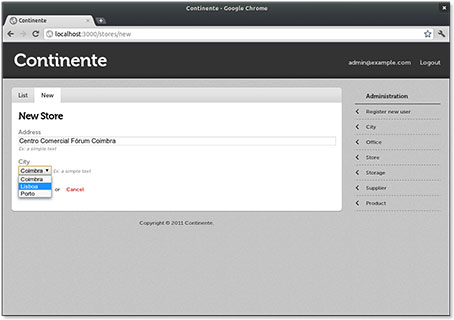 Continente - Google Chrome
Continente
localhost:3000/stores/new
Continente
admin@example.com Logout
List New
New Store
Address
Centro Comercial Fórum Coimbra
Ex. a simple text
City
Coimbra
Ex. a simple text
Coimbra
Lisboa
Porto
or Cancel
Administration
Register new user
City
Office
Store
Storage
Supplier
Product
Copyright © 2011 Continente.